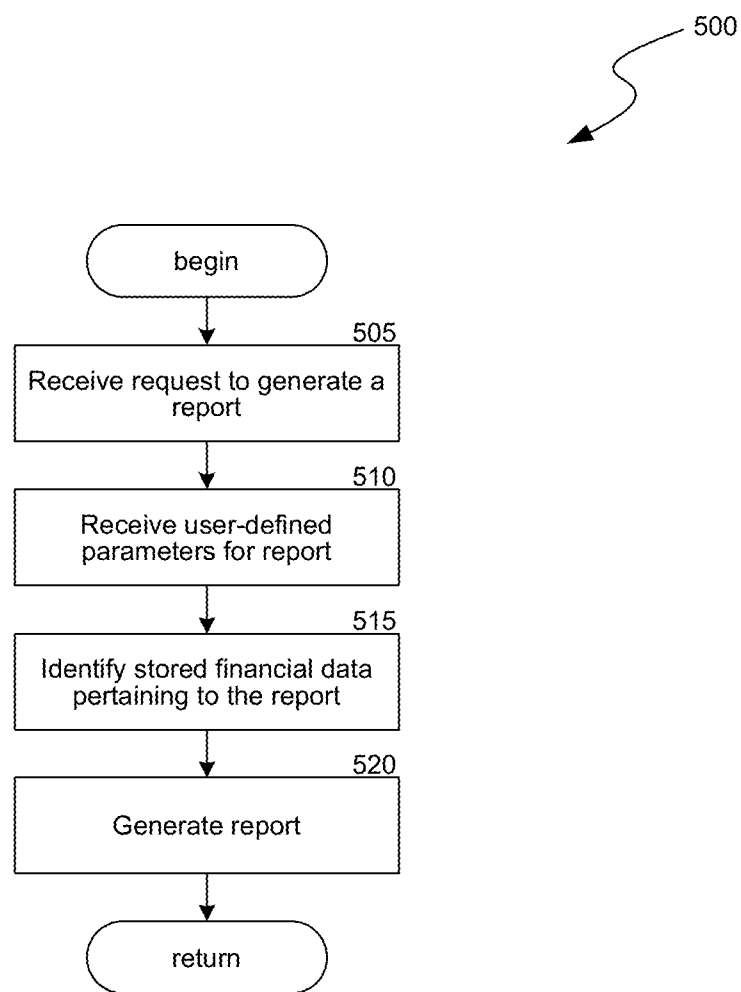 500
begin
505
Receive request to generate a
report
510
Receive user-defined
parameters for report
515
Identify stored financial data
pertaining to the report
520
Generate report
return